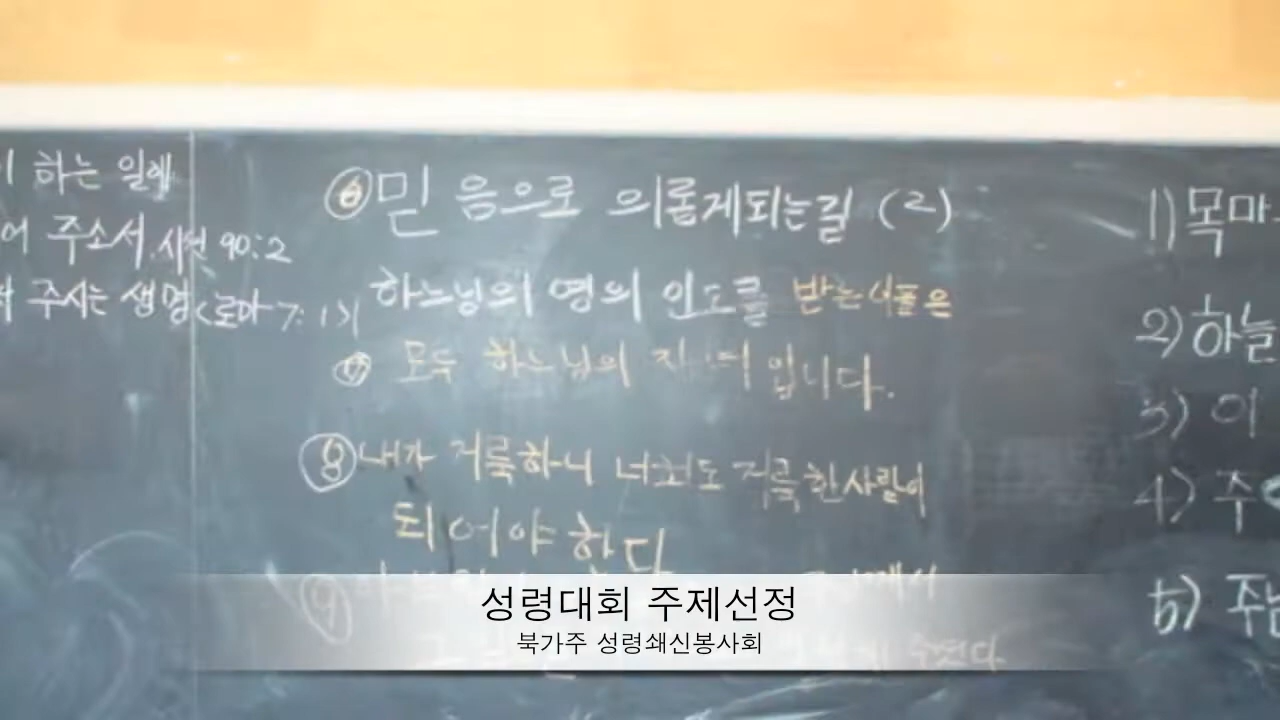 하는 일에
주소서. 시편 90:2
주시는 생명 <로마 7:1>
⑥ 믿음으로 의롭게되는길 (2)
하느님의 영의 인도를 받는 이들은
모두 하느님의 자녀 입니다.
⑧ 내가 거룩하니 너희도 거룩한 사람이
되어야 한다
⑨
1) 목마
2) 하늘
3) 이
4) 주
5) 주님
성령대회 주제선정
북가주 성령쇄신봉사회